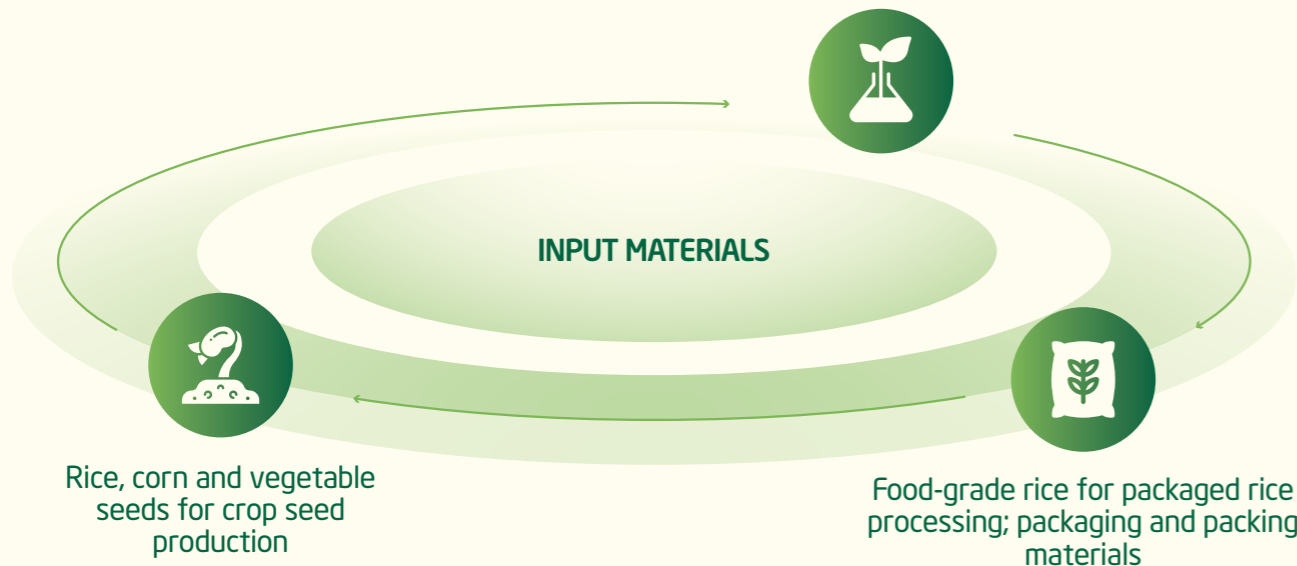 INPUT MATERIALS
Rice, corn and vegetable
seeds for crop seed
production
Food-grade rice for packaged rice
processing; packaging and packing
materials